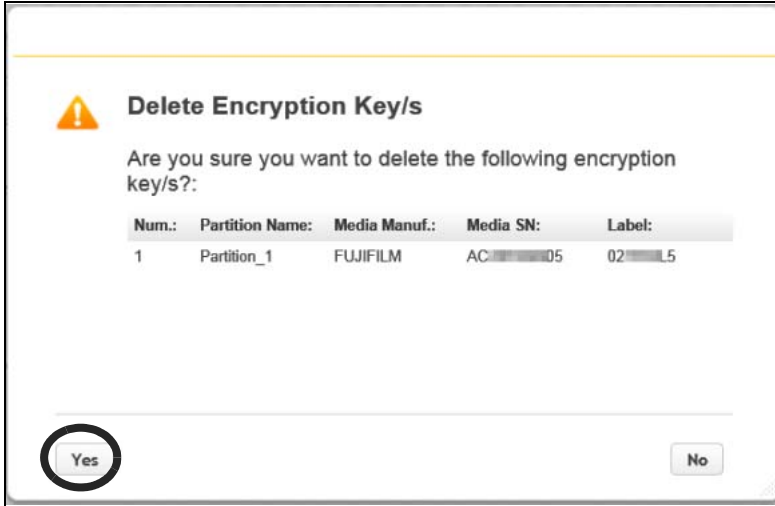 Delete Encryption Key/s
Are you sure you want to delete the following encryption
key/s?:
Num.: Partition Name: Media Manuf.: Media SN: Label:
1 Partition_1 FUJIFILM
Yes No